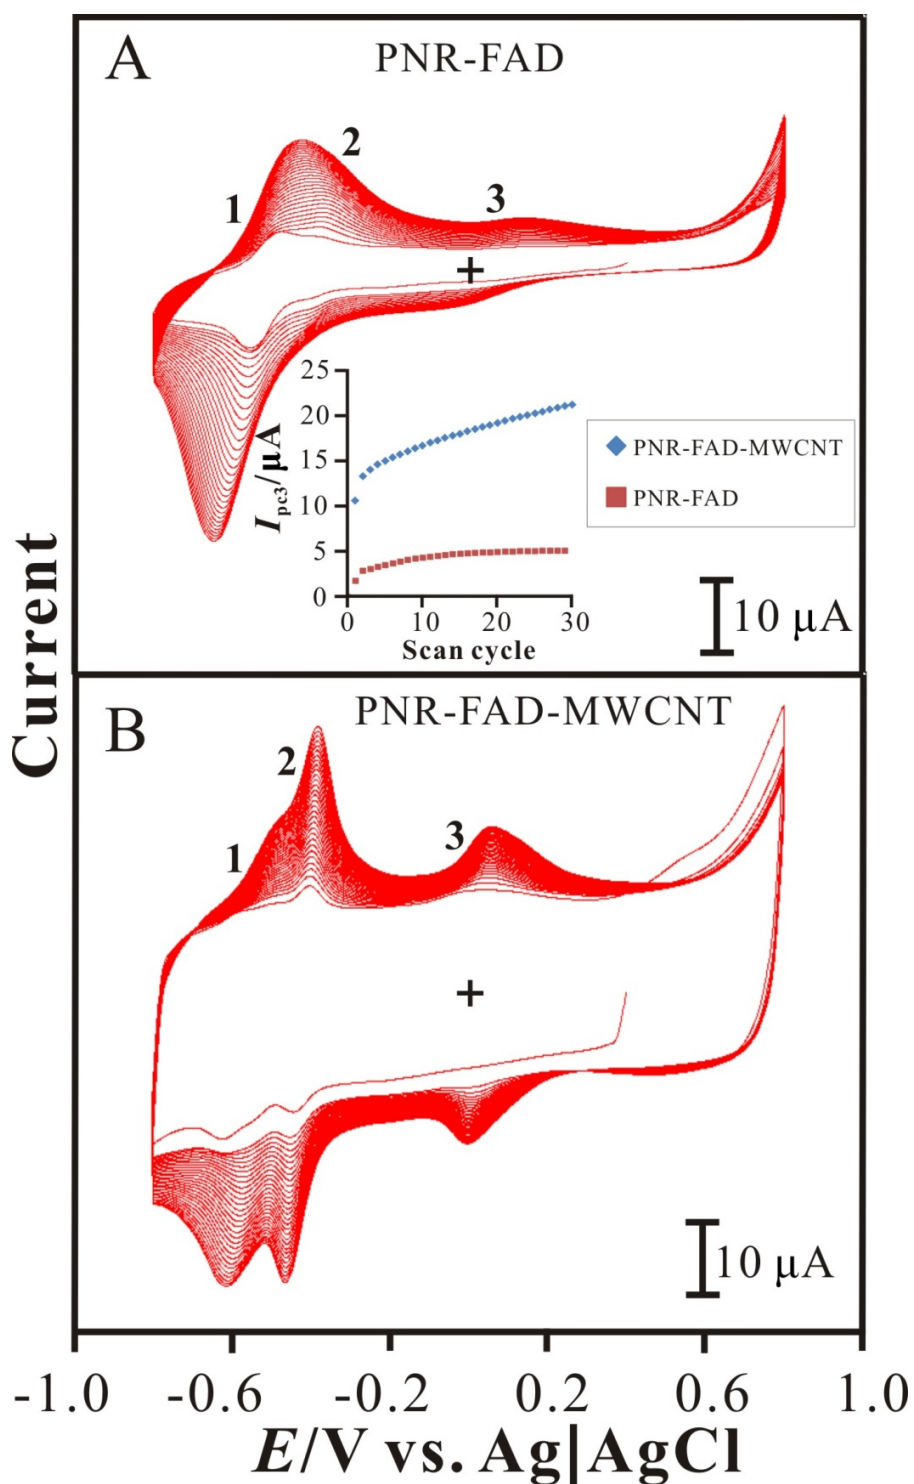 A
PNR-FAD
1
2
3
+
25
20
15
10
5
0
I pc3/μA
0 10 20 30
Scan cycle
PNR-FAD-MWCNT
PNR-FAD
10 μA
Current
B
PNR-FAD-MWCNT
1
2
3
+
10 μA
-1.0 -0.6 -0.2 0.2 0.6 1.0
E/V vs. Ag|AgCl